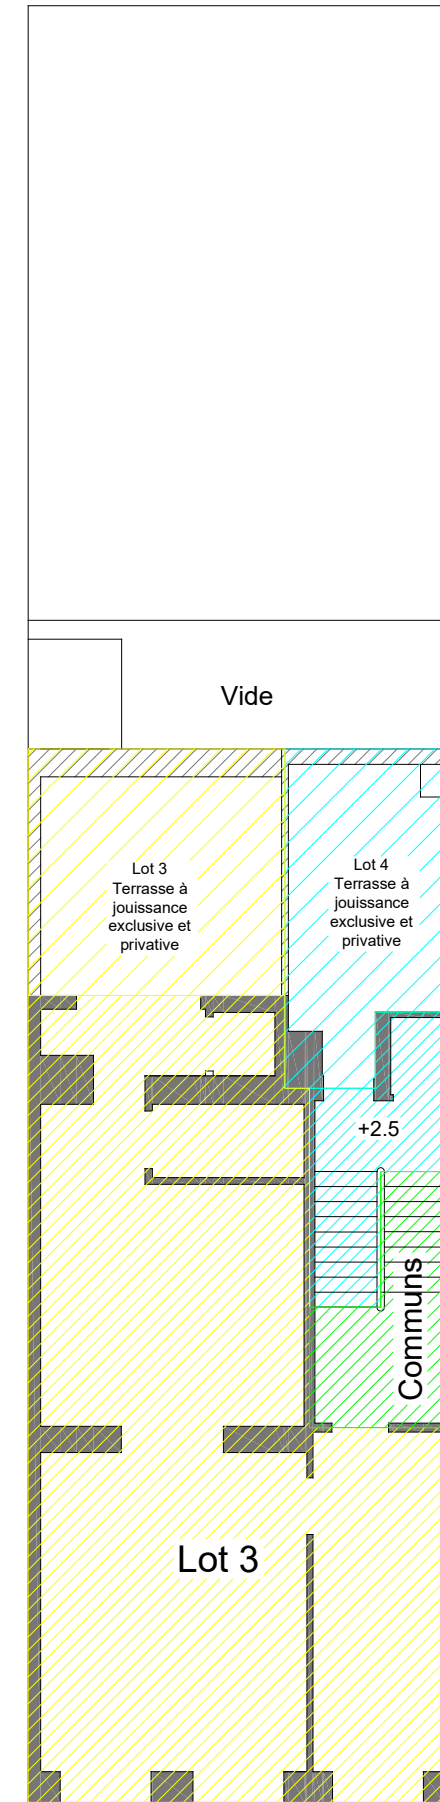 Vide
Lot 3
Terrasse à
jouissance
exclusive et
privative
Lot 4
Terrasse à
jouissance
exclusive et
privative
+2.5
Communs
Lot 3